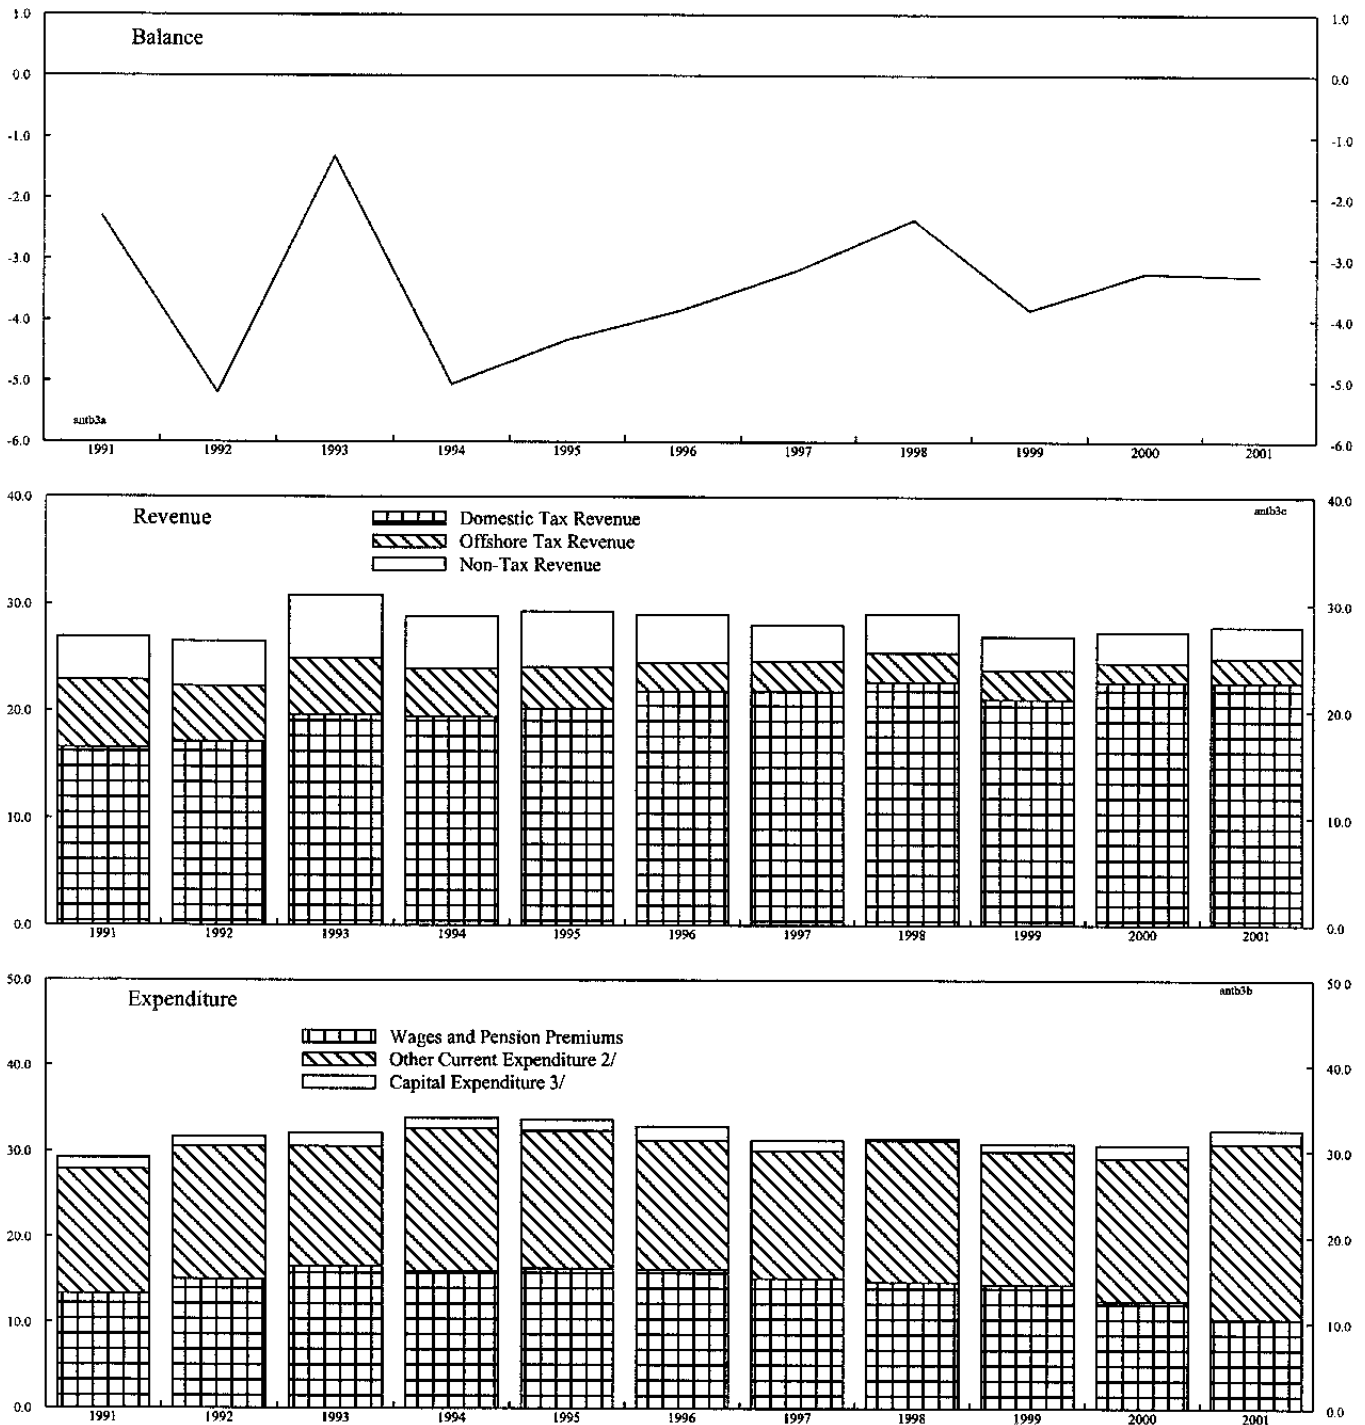 1.0 1.0
Balance
0.0 0.0
-1.0 -1.0
-2.0 -2.0
-3.0 -3.0
-4.0 -4.0
-5.0 -5.0
antb3a
-6.0 -6.0
1991 1992 1993 1994 1995 1996 1997 1998 1999 2000 2001
40.0 40.0
Revenue
antb3c
Domestic Tax Revenue
Offshore Tax Revenue
Non-Tax Revenue
30.0 30.0
20.0 20.0
10.0 10.0
0.0 0.0
1991 1992 1993 1994 1995 1996 1997 1998 1999 2000 2001
50.0 50.0
Expenditure
antb3b
Wages and Pension Premiums
Other Current Expenditure 2/
Capital Expenditure 3/
40.0 40.0
30.0 30.0
20.0 20.0
10.0 10.0
0.0 0.0
1991 1992 1993 1994 1995 1996 1997 1998 1999 2000 2001